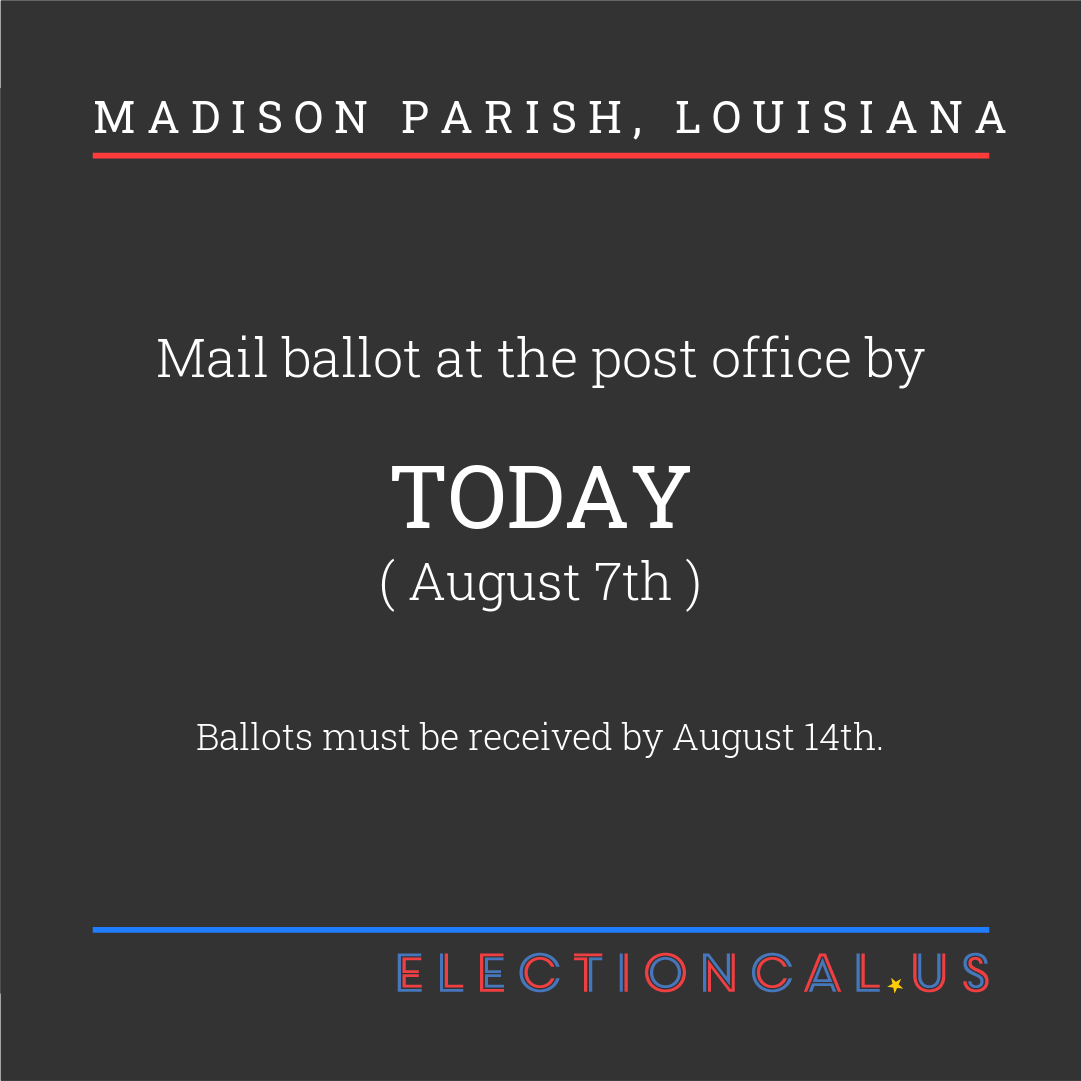 MADISON PARISH, LOUISIANA
Mail ballot at the post office by
TODAY
( August 7th )
Ballots must be received by August 14th.
ELECTIONCAL.US